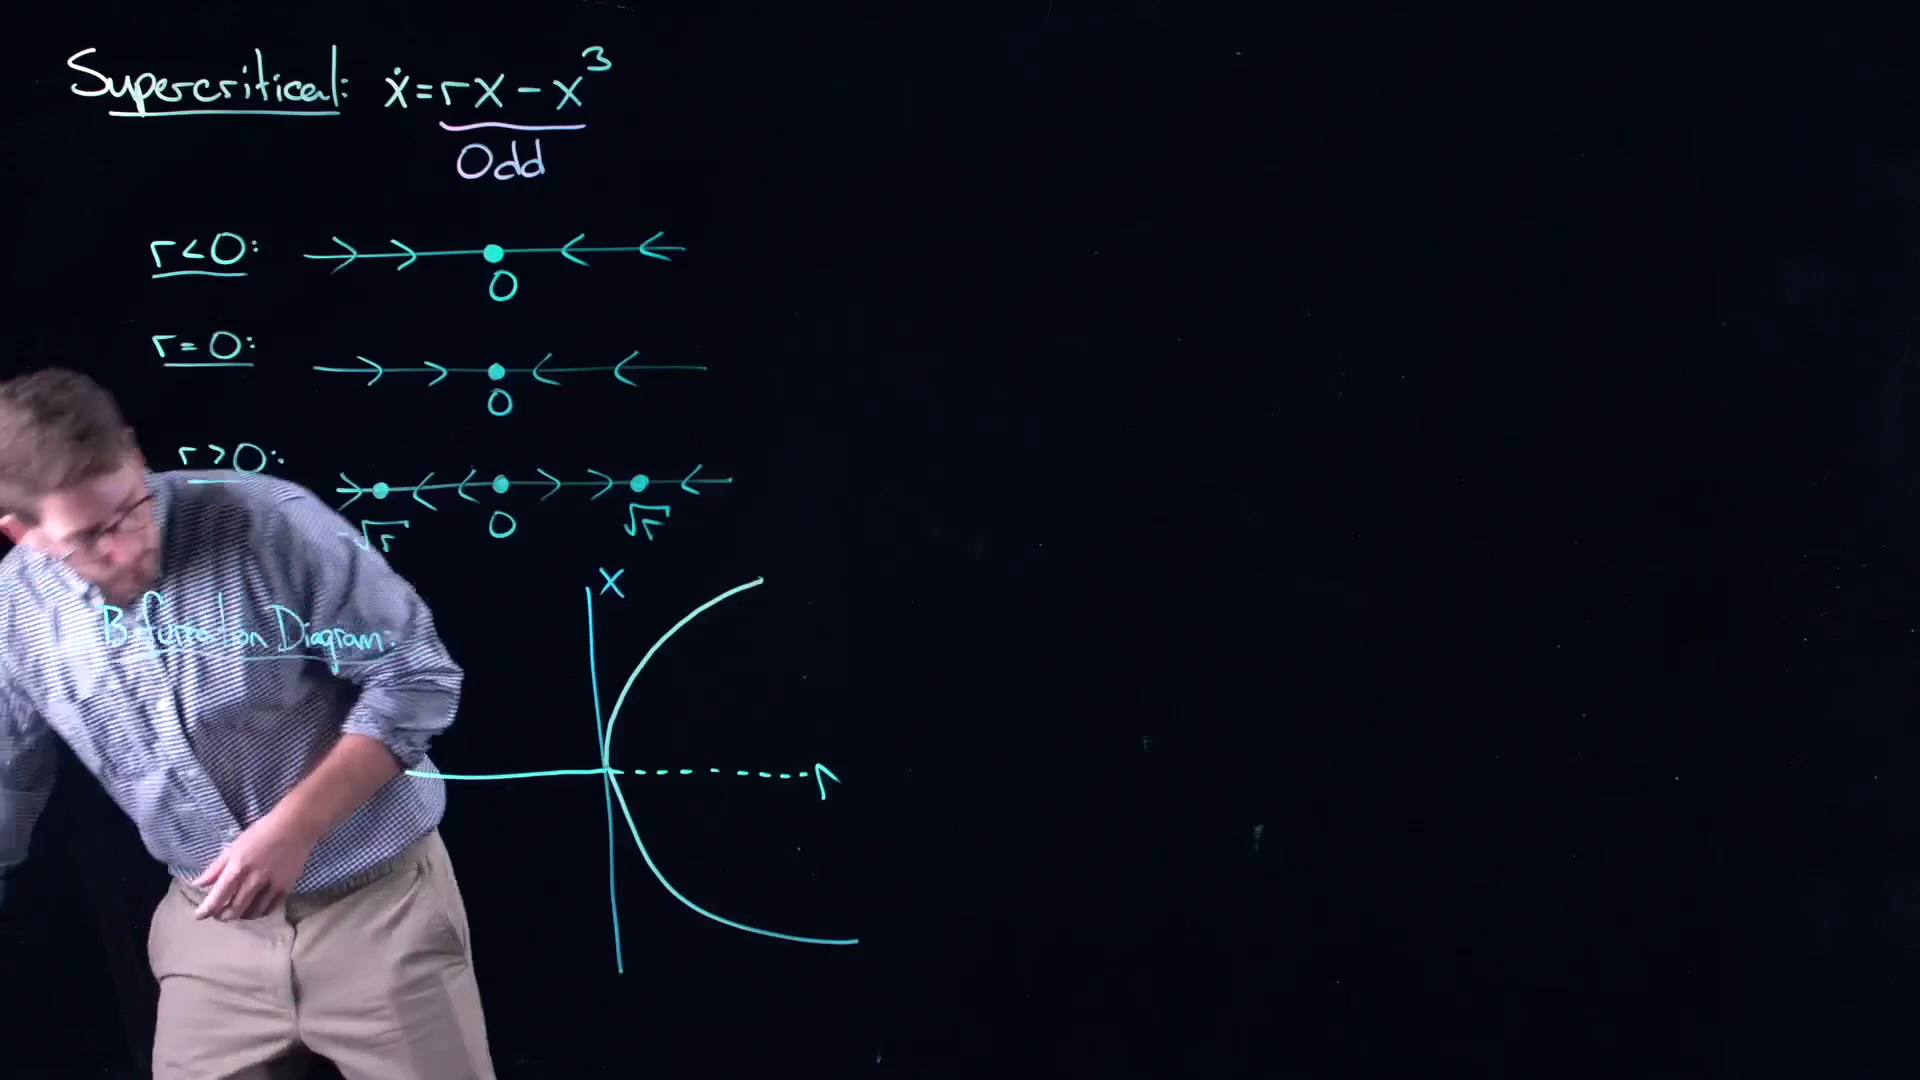 Supercritical: ẋ = rx - x³
Odd
r<0:
0
r=0:
0
r>0:
-√r 0 √r
x
Bifurcation Diagram:
r